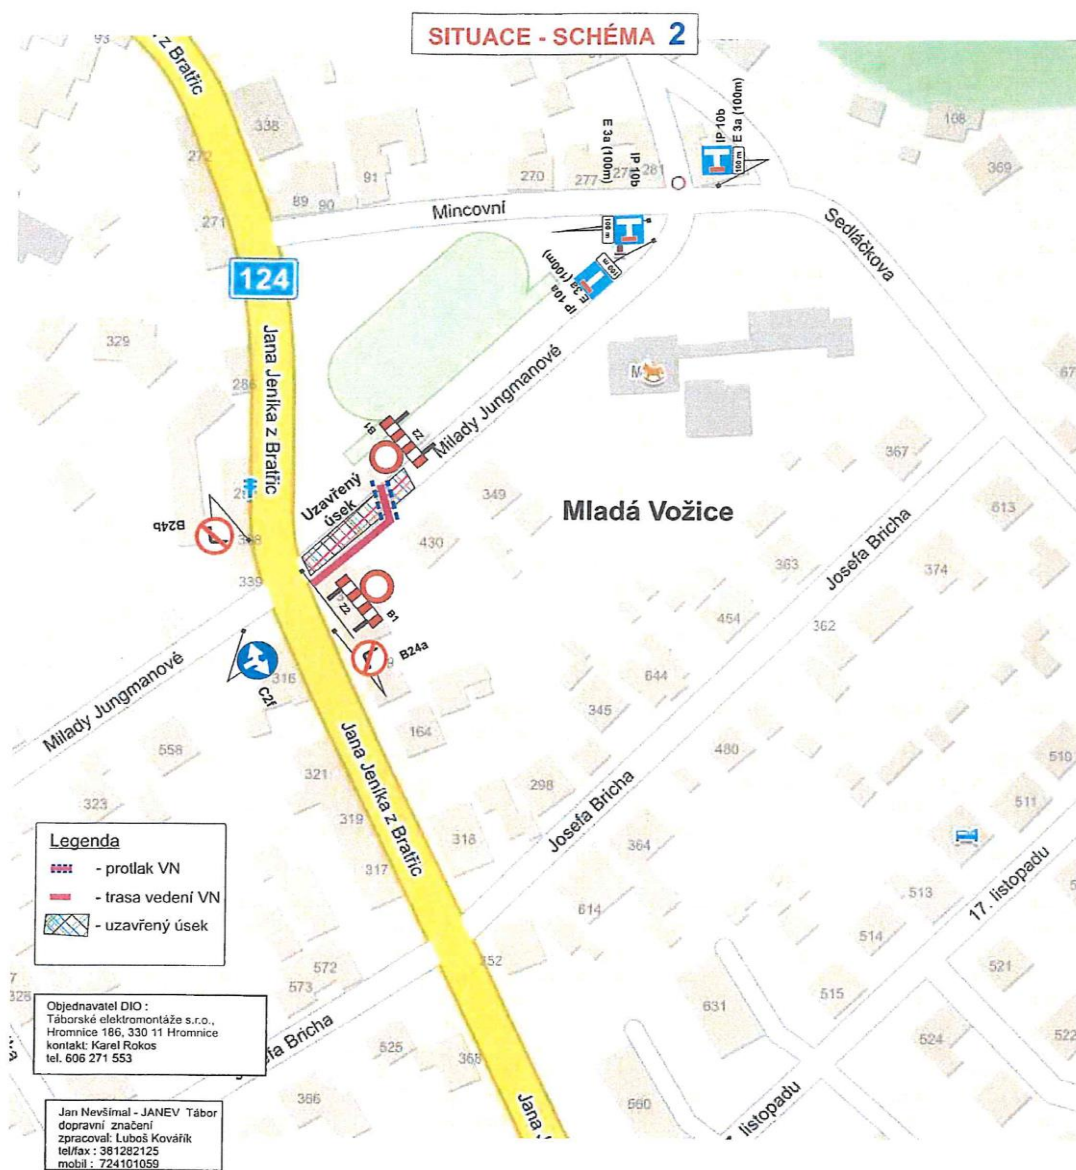 SITUACE - SCHÉMA 2
93
z Bratřic
338
272
271
89
90
91
270
277
281
E 3a (100m)
IP 10b
IP 10b
E 3a (100m)
100 m
108
369
Mincovní
100 m
Sedláčkova
124
IP 10a
E 3a (100m)
100 m
329
Jana Jeníka z Bratřic
286
Milady Jungmanové
B1
Z2
367
Uzavřený
úsek
349
Mladá Vožice
613
B24b
430
339
363
Josefa Bricha
374
Z2
B1
454
362
B24a
Milady Jungmanové
316
C2f
644
345
164
558
Jana Jeníka z Bratřic
480
510
321
298
323
319
318
Josefa Bricha
511
364
317
Legenda
- protlak VN
- trasa vedení VN
- uzavřený úsek
513
17. listopadu
614
514
352
572
573
521
515
631
326
Objednavatel DIO :
Táborské elektromontáže s.r.o.,
Hromnice 186, 330 11 Hromnice
kontakt: Karel Rokos
tel. 606 271 553
524
522
Bricha
525
368
366
560
listopadu
Jan Nevšímal - JANEV Tábor
dopravní značení
zpracoval: Luboš Kovářík
tel/fax : 381282125
mobil : 724101059